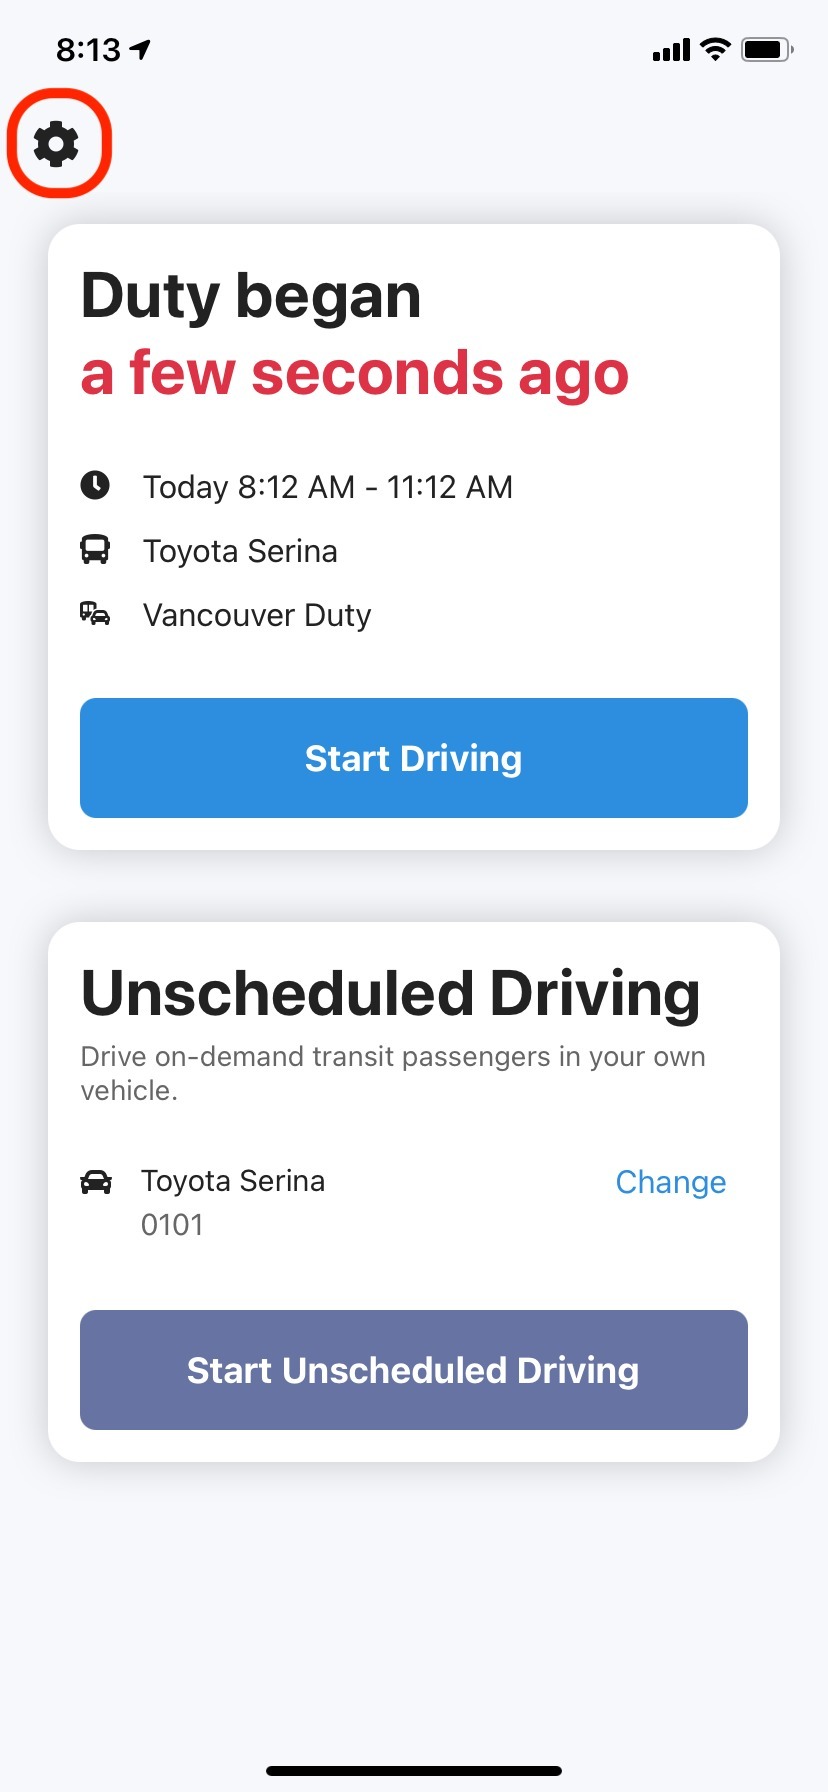 8:13
Duty began
a few seconds ago
Today 8:12 AM - 11:12 AM
Toyota Serina
Vancouver Duty
Start Driving
Unscheduled Driving
Drive on-demand transit passengers in your own
vehicle.
Toyota Serina
Change
0101
Start Unscheduled Driving